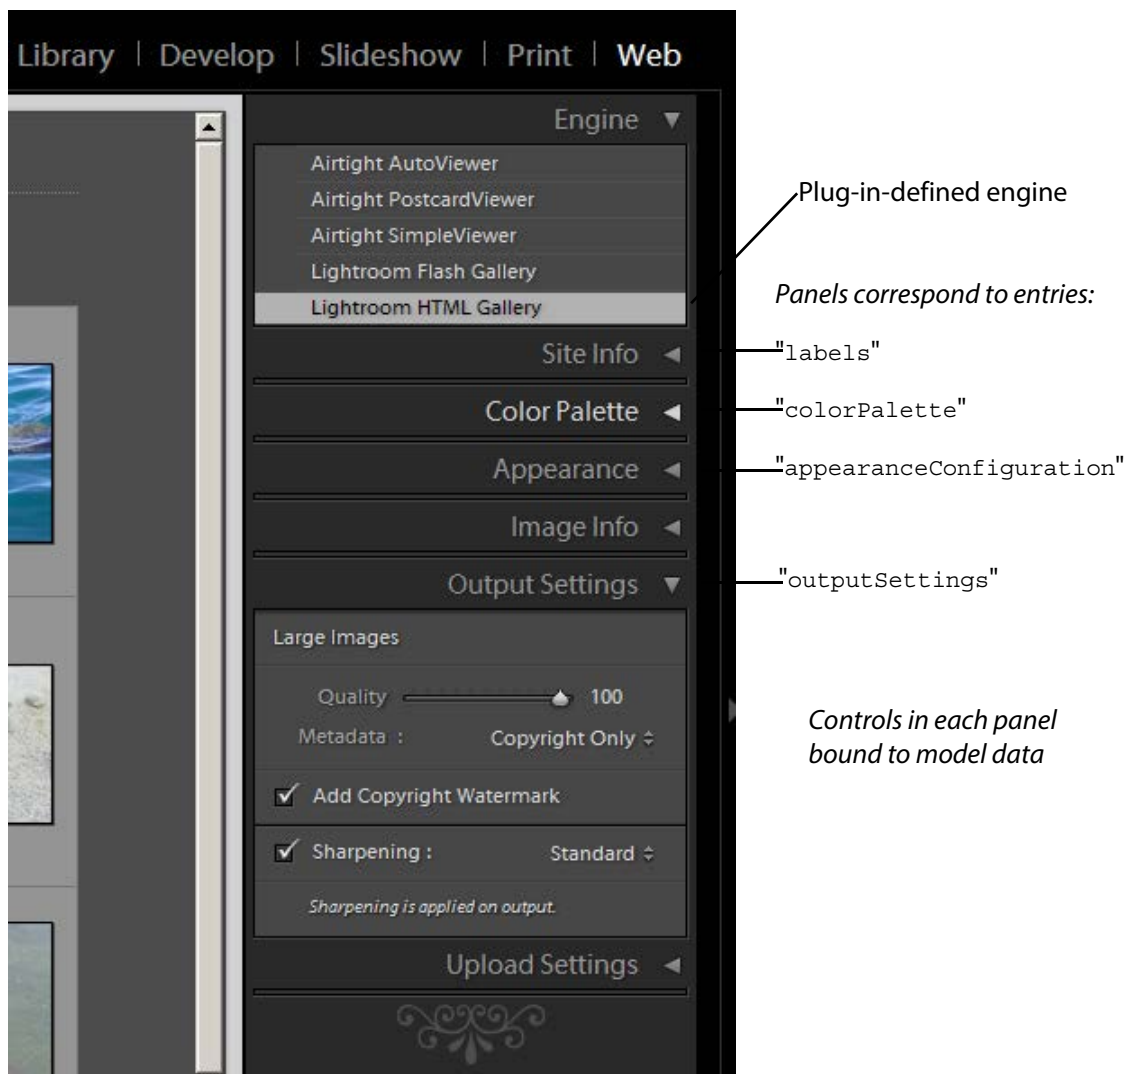 Library | Develop | Slideshow | Print | Web
Engine
Airtight AutoViewer
Airtight PostcardViewer
Airtight SimpleViewer
Lightroom Flash Gallery
Lightroom HTML Gallery
Plug-in-defined engine
Panels correspond to entries:
Site Info
"labels"
Color Palette
"colorPalette"
Appearance
"appearanceConfiguration"
Image Info
Output Settings
"outputSettings"
Large Images
Quality 100
Metadata : Copyright Only
Add Copyright Watermark
Sharpening : Standard
Sharpening is applied on output.
Controls in each panel
bound to model data
Upload Settings